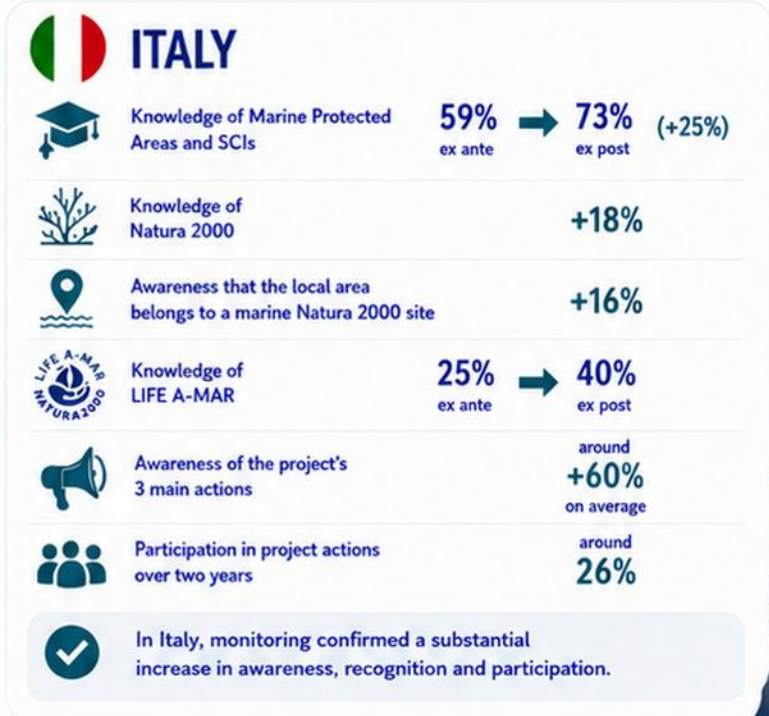 ITALY
Knowledge of Marine Protected
Areas and SCIs
59%
ex ante
73%
ex post
(+25%)
Knowledge of
Natura 2000
+18%
Awareness that the local area
belongs to a marine Natura 2000 site
+16%
LIFE A-MAR
NATURA2000
Knowledge of
LIFE A-MAR
25%
ex ante
40%
ex post
Awareness of the project's
3 main actions
around
+60%
on average
Participation in project actions
over two years
around
26%
In Italy, monitoring confirmed a substantial
increase in awareness, recognition and participation.